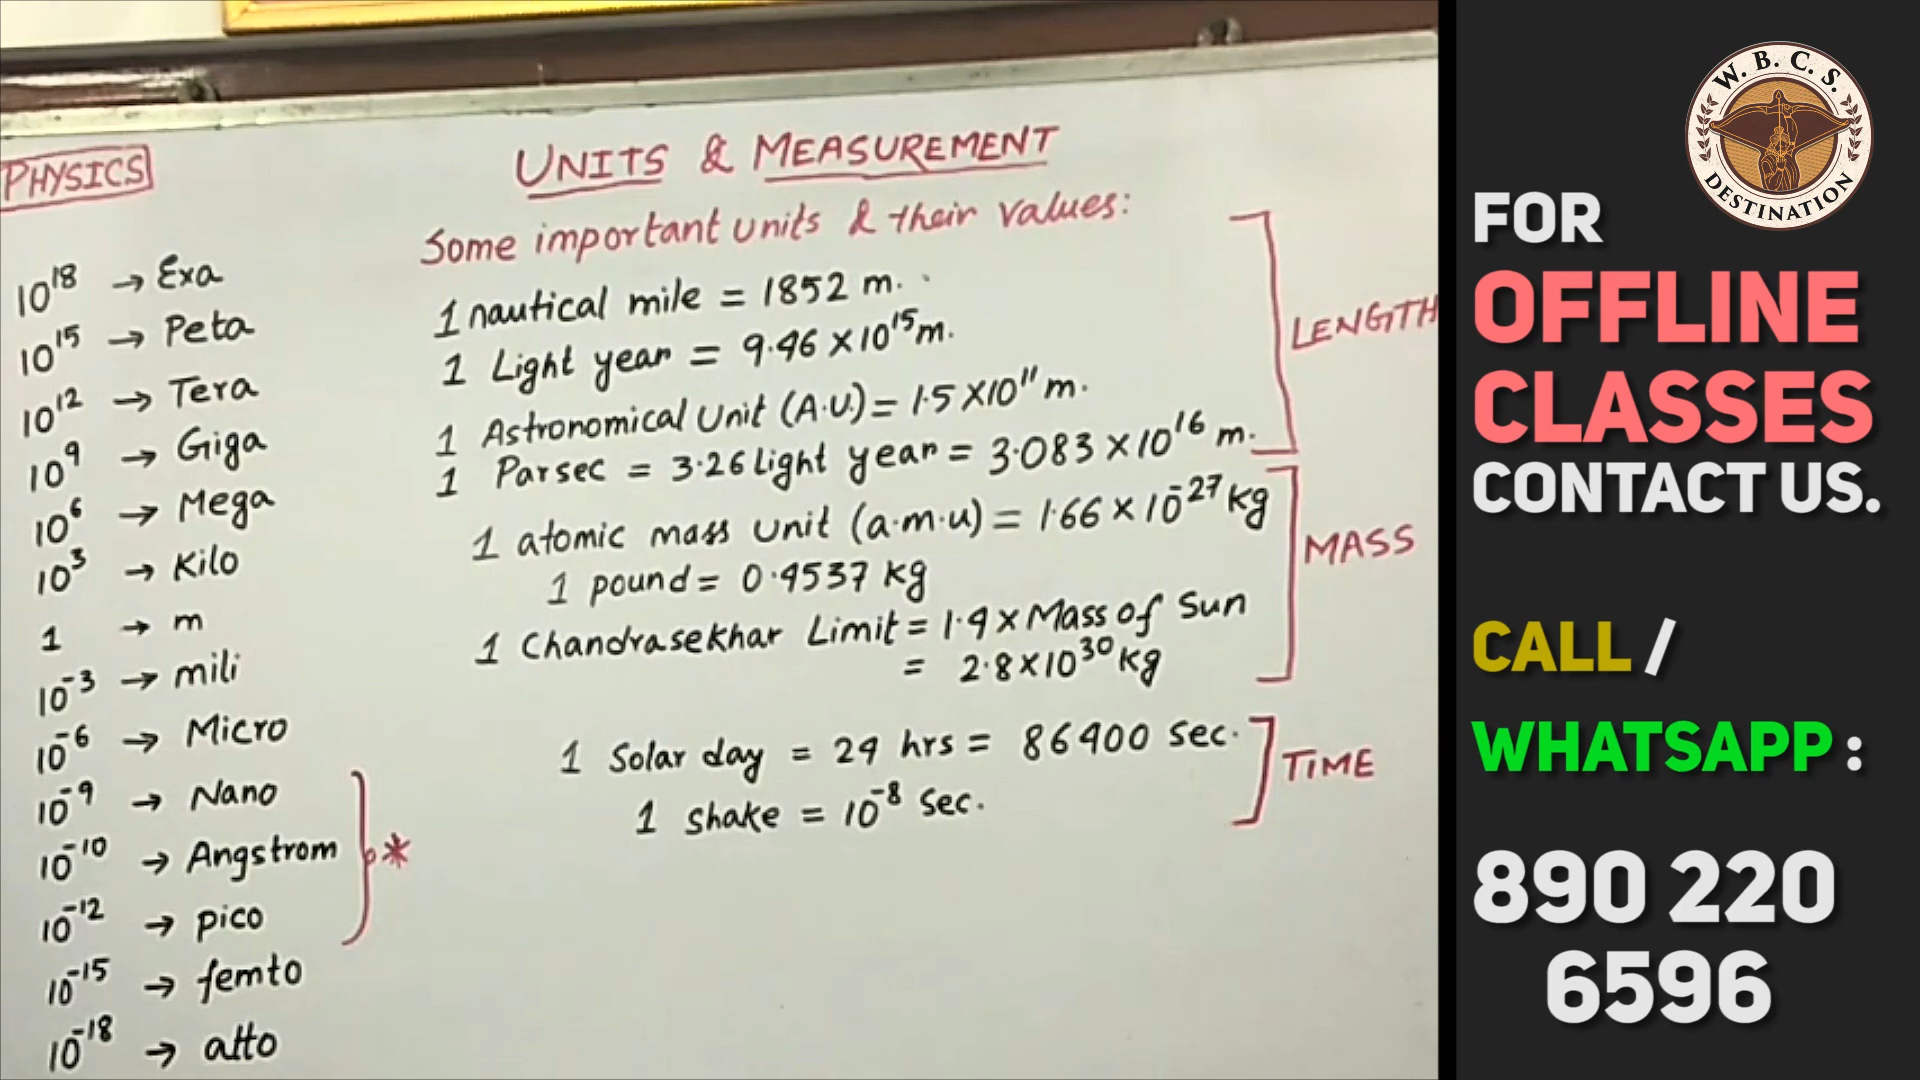 PHYSICS
10^18 → Exa
10^15 → Peta
10^12 → Tera
10^9 → Giga
10^6 → Mega
10^3 → Kilo
1 → m
10^-3 → mili
10^-6 → Micro
10^-9 → Nano
10^-10 → Angstrom *
10^-12 → pico
10^-15 → femto
10^-18 → atto
UNITS & MEASUREMENT
Some important units & their values:
1 nautical mile = 1852 m.
1 Light year = 9.46 × 10^15 m.
1 Astronomical Unit (A.U.) = 1.5 × 10^11 m.
1 Parsec = 3.26 Light year = 3.083 × 10^16 m.
LENGTH
1 atomic mass unit (a.m.u) = 1.66 × 10^-27 kg
1 pound = 0.4537 kg
1 Chandrasekhar Limit = 1.4 × Mass of Sun
= 2.8 × 10^30 kg
MASS
1 Solar day = 24 hrs = 86400 sec.
1 shake = 10^-8 sec.
TIME
W.B.C.S.
DESTINATION
FOR
OFFLINE
CLASSES
CONTACT US.
CALL /
WHATSAPP :
890 220
6596